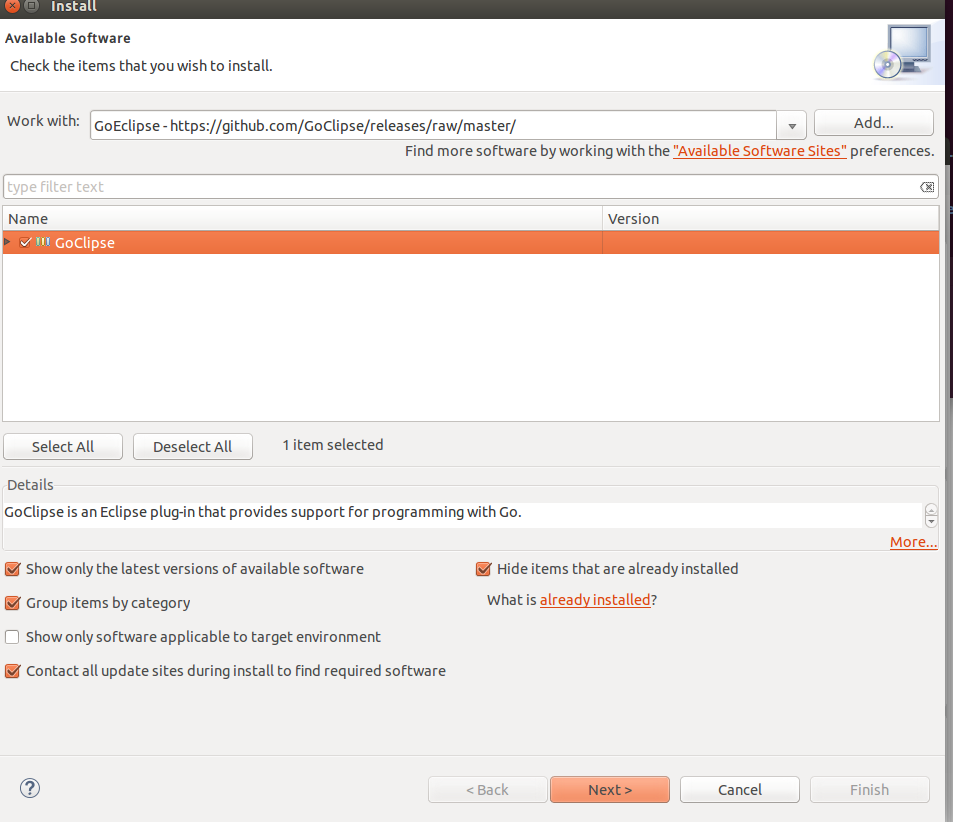 Install
Available Software
Check the items that you wish to install.
Work with: GoEclipse - https://github.com/GoClipse/releases/raw/master/ Add...
Find more software by working with the "Available Software Sites" preferences.
type filter text
Name Version
GoClipse
Select All Deselect All 1 item selected
Details
GoClipse is an Eclipse plug-in that provides support for programming with Go.
More...
Show only the latest versions of available software Hide items that are already installed
Group items by category What is already installed?
Show only software applicable to target environment
Contact all update sites during install to find required software
? < Back Next > Cancel Finish